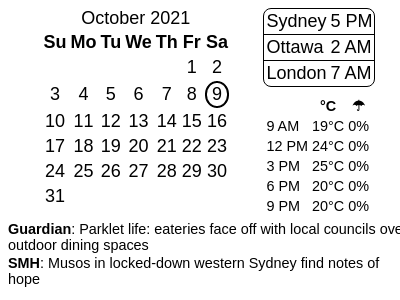 October 2021
Su Mo Tu We Th Fr Sa
1 2
3 4 5 6 7 8 9
10 11 12 13 14 15 16
17 18 19 20 21 22 23
24 25 26 27 28 29 30
31
Sydney 5 PM
Ottawa 2 AM
London 7 AM
°C ☂
9 AM 19°C 0%
12 PM 24°C 0%
3 PM 25°C 0%
6 PM 20°C 0%
9 PM 20°C 0%
Guardian: Parklet life: eateries face off with local councils ove
outdoor dining spaces
SMH: Musos in locked-down western Sydney find notes of
hope